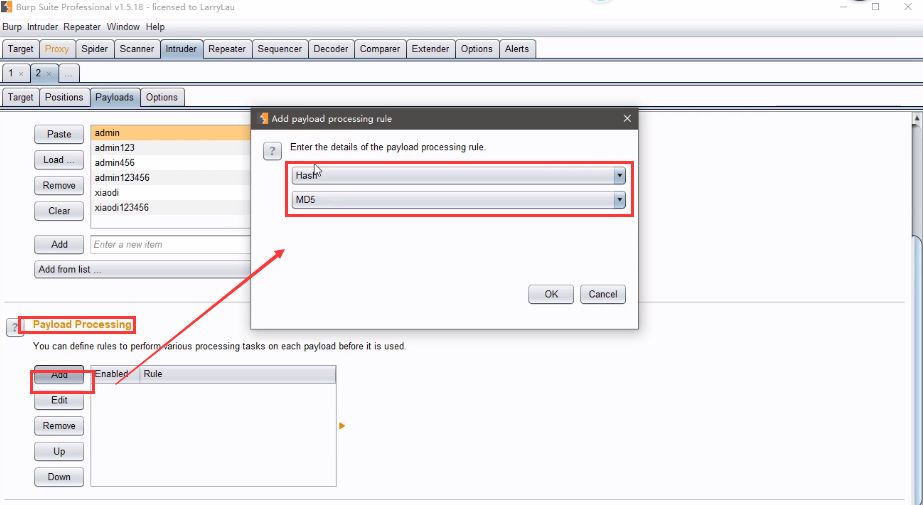 Burp Suite Professional v1.5.18 - licensed to LarryLau
Burp Intruder Repeater Window Help
Target Proxy Spider Scanner Intruder Repeater Sequencer Decoder Comparer Extender Options Alerts
1 × 2 × ...
Target Positions Payloads Options
Add payload processing rule
? Enter the details of the payload processing rule.
Hash
MD5
OK Cancel
Paste admin
admin123
Load ... admin456
admin123456
Remove xiaodi
Clear xiaodi123456
Add Enter a new item
Add from list ...
? Payload Processing
You can define rules to perform various processing tasks on each payload before it is used.
Add Enabled Rule
Edit
Remove
Up
Down